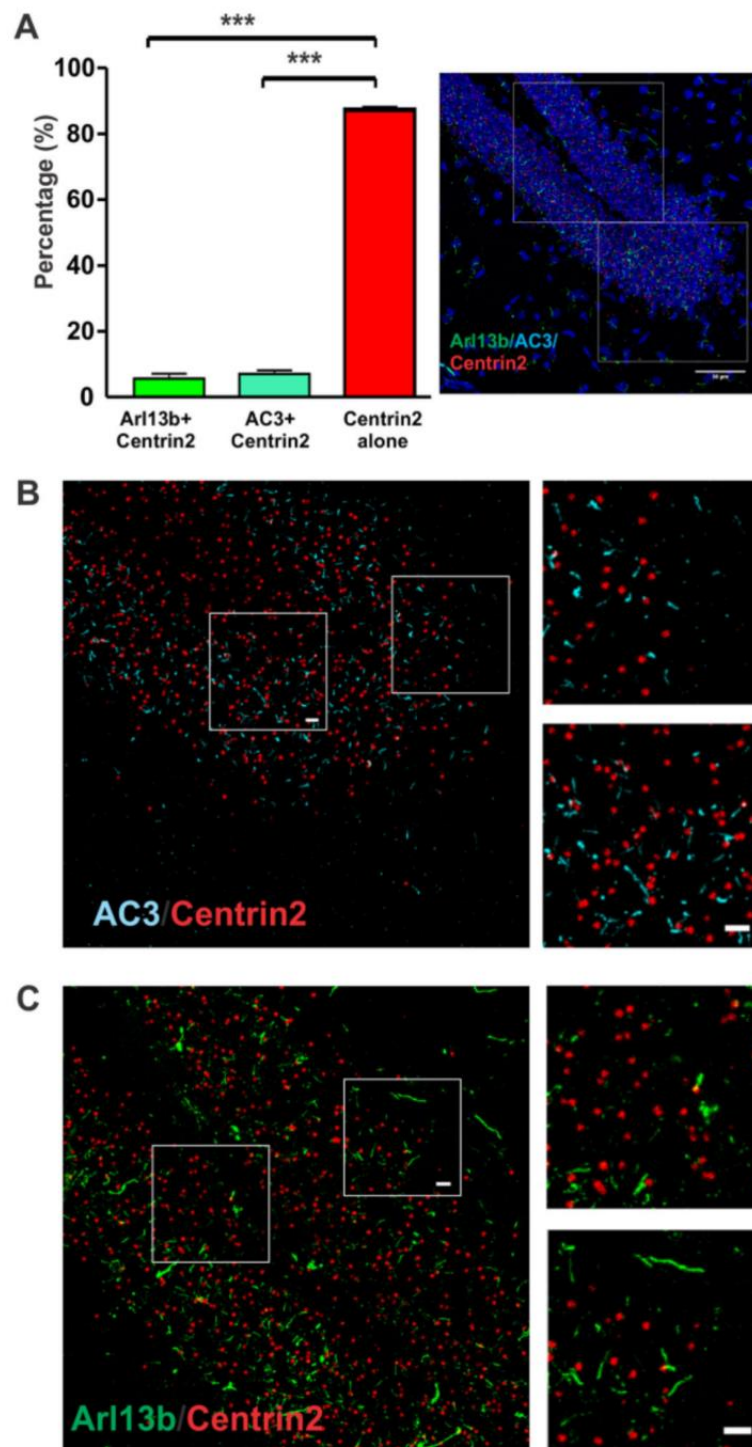 A
***
***
100
80
60
40
20
0
Percentage (%)
Arl13b+
Centrin2
AC3+
Centrin2
Centrin2
alone
Arl13b/AC3/
Centrin2
B
AC3/Centrin2
C
Arl13b/Centrin2